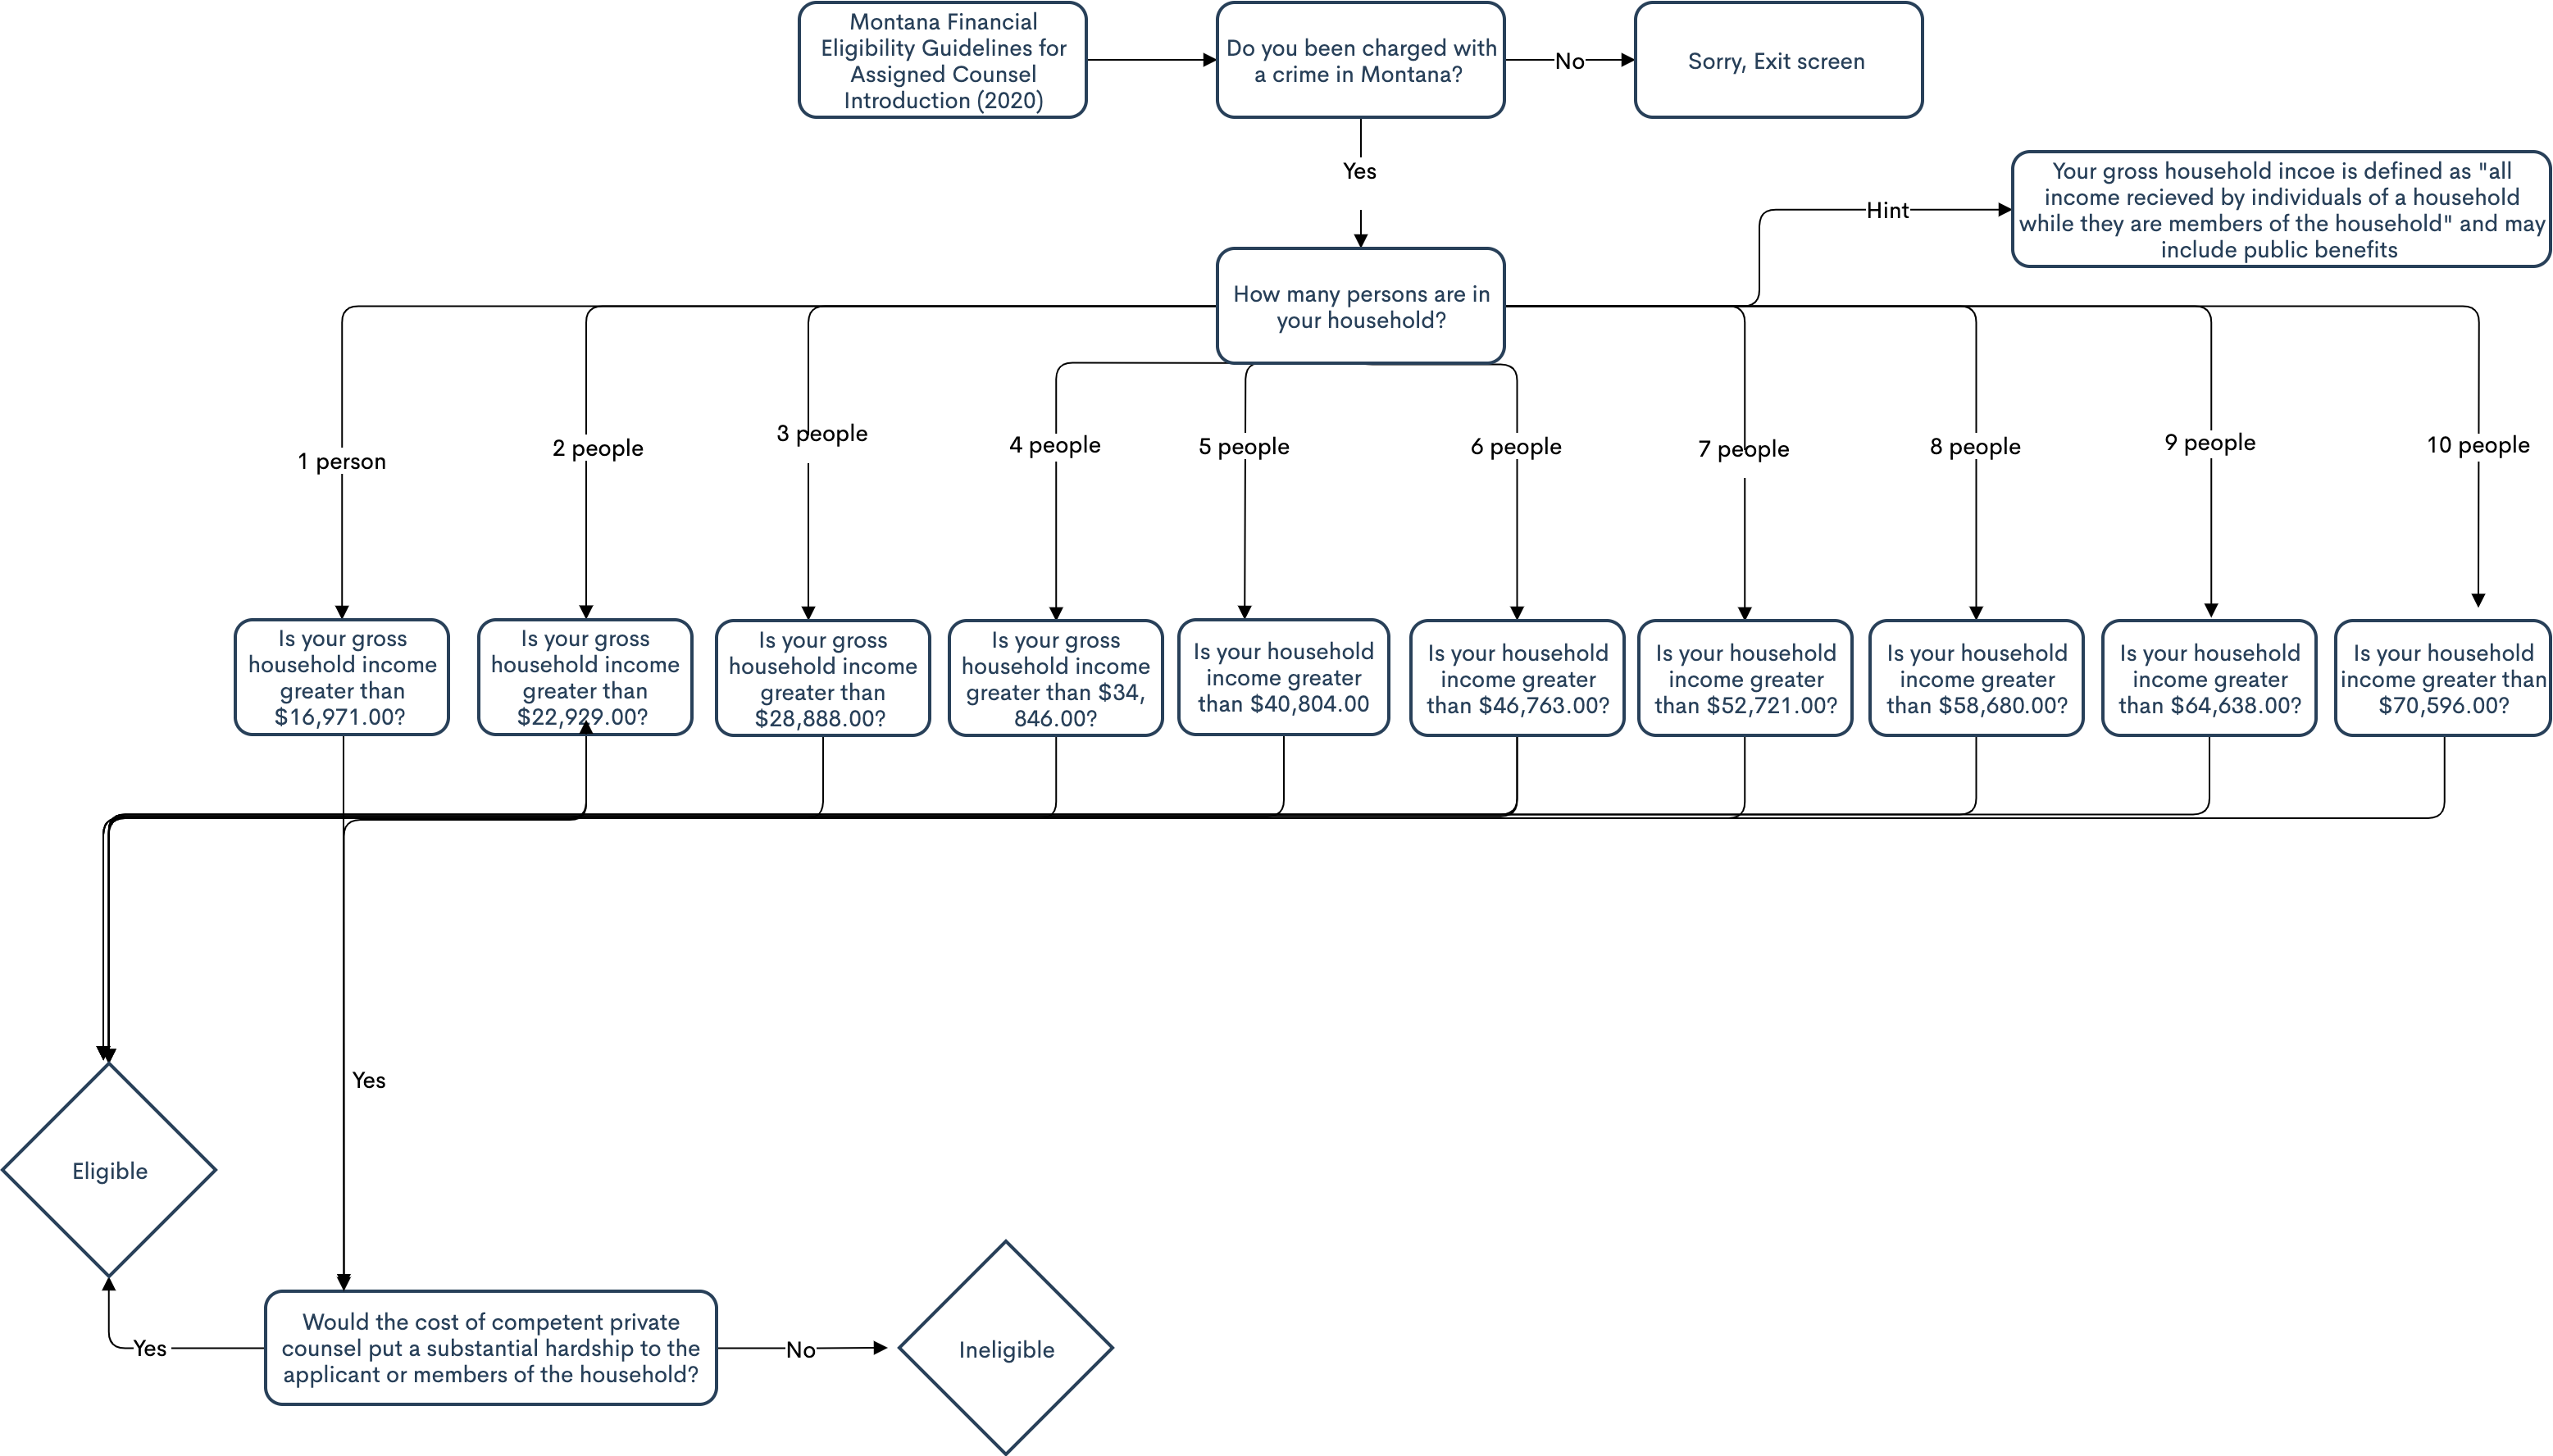 Montana Financial
Eligibility Guidelines for
Assigned Counsel
Introduction (2020)
Do you been charged with
a crime in Montana?
No
Sorry, Exit screen
Yes
Your gross household incoe is defined as "all
income recieved by individuals of a household
while they are members of the household" and may
include public benefits
Hint
How many persons are in
your household?
1 person
2 people
3 people
4 people
5 people
6 people
7 people
8 people
9 people
10 people
Is your gross
household income
greater than
$16,971.00?
Is your gross
household income
greater than
$22,929.00?
Is your gross
household income
greater than
$28,888.00?
Is your gross
household income
greater than $34,
846.00?
Is your household
income greater
than $40,804.00
Is your household
income greater
than $46,763.00?
Is your household
income greater
than $52,721.00?
Is your household
income greater
than $58,680.00?
Is your household
income greater
than $64,638.00?
Is your household
income greater than
$70,596.00?
Yes
Eligible
Would the cost of competent private
counsel put a substantial hardship to the
applicant or members of the household?
Yes
No
Ineligible